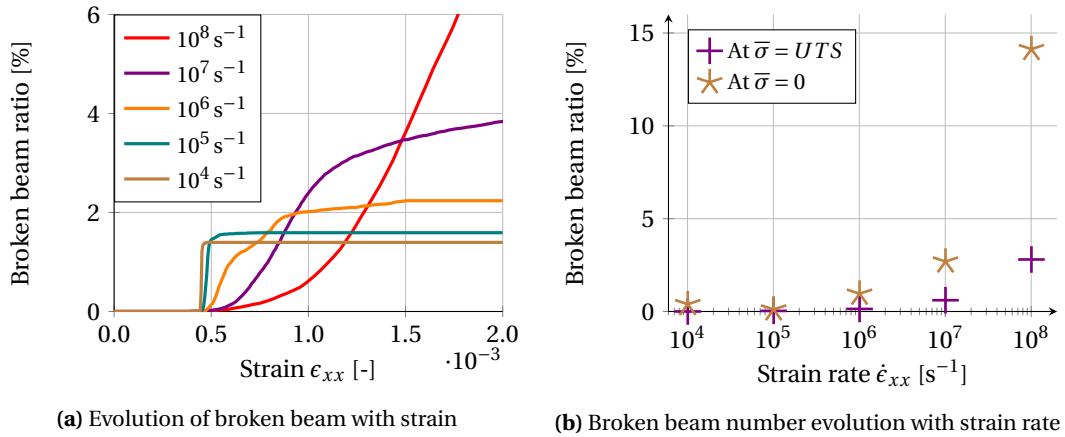 6
4
2
0
Broken beam ratio [%]
10⁸ s⁻¹
10⁷ s⁻¹
10⁶ s⁻¹
10⁵ s⁻¹
10⁴ s⁻¹
0.0 0.5 1.0 1.5 2.0
·10⁻³
Strain ϵxx [-]
(a) Evolution of broken beam with strain
15
10
5
0
Broken beam ratio [%]
At σ̅ = UTS
At σ̅ = 0
10⁴ 10⁵ 10⁶ 10⁷ 10⁸
Strain rate ϵ̇xx [s⁻¹]
(b) Broken beam number evolution with strain rate